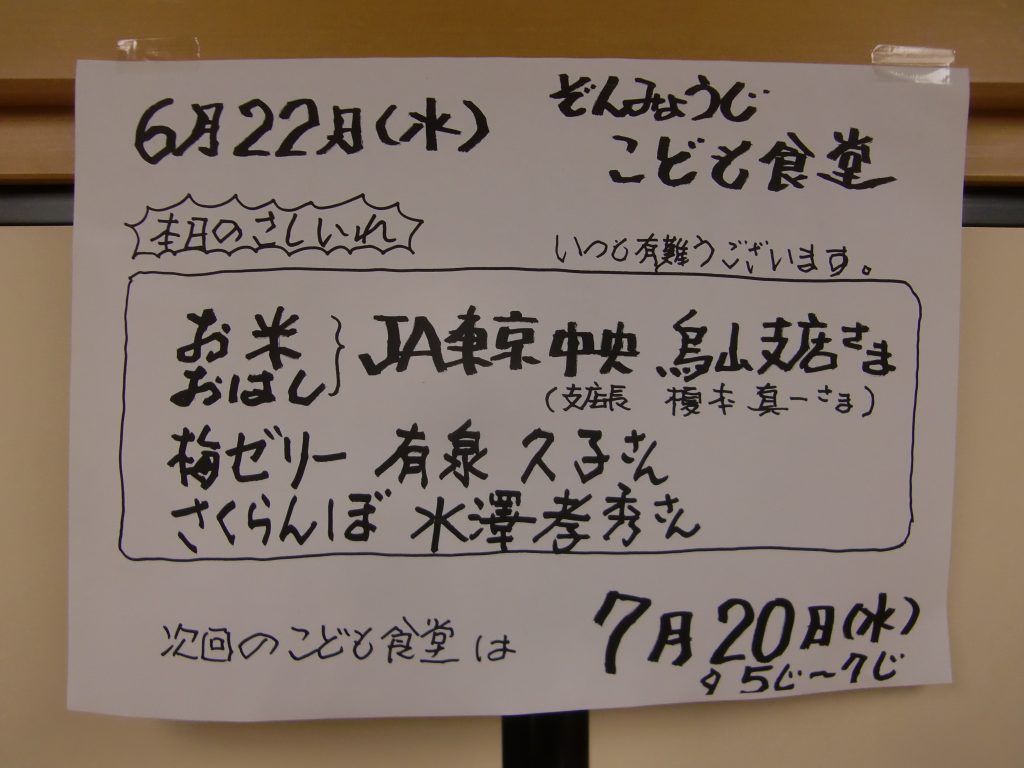 6月22日(水)
ぞんみょうじ
こども食堂
本日のさしいれ
いつも有難うございます。
お米
おはし
JA東京中央 烏山支店さま
(支店長 榎本 真一さま)
梅ゼリー 有泉 久子さん
さくらんぼ 水澤孝秀さん
次回のこども食堂は
7月20日(水)
夕5じ〜7じ